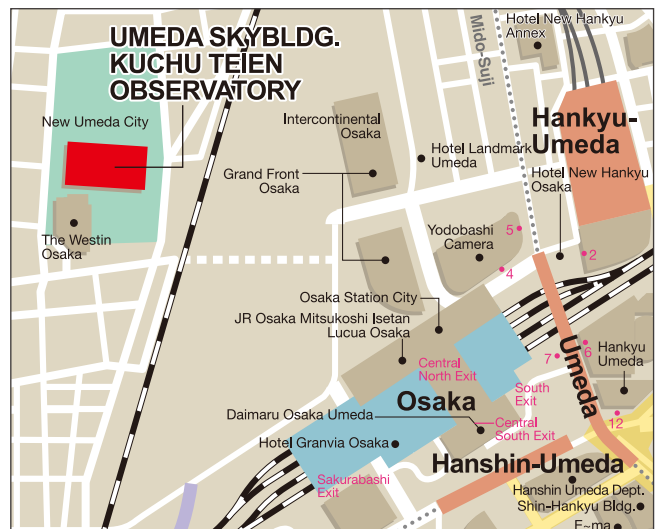 UMEDA SKYBLDG.
KUCHU TEIEN
OBSERVATORY
Hotel New Hankyu
Annex
Mido-Suji
New Umeda City
Intercontinental
Osaka
Hankyu-
Umeda
Hotel Landmark
Umeda
Grand Front
Osaka
Hotel New Hankyu
Osaka
The Westin
Osaka
Yodobashi
Camera
5
2
4
Osaka Station City
JR Osaka Mitsukoshi Isetan
Lucua Osaka
Umeda
7
6
Hankyu
Umeda
Central
North Exit
South
Exit
Osaka
12
Daimaru Osaka Umeda
Central
South Exit
Hotel Granvia Osaka
Hanshin-Umeda
Sakurabashi
Exit
Hanshin Umeda Dept.
Shin-Hankyu Bldg.
E~ma